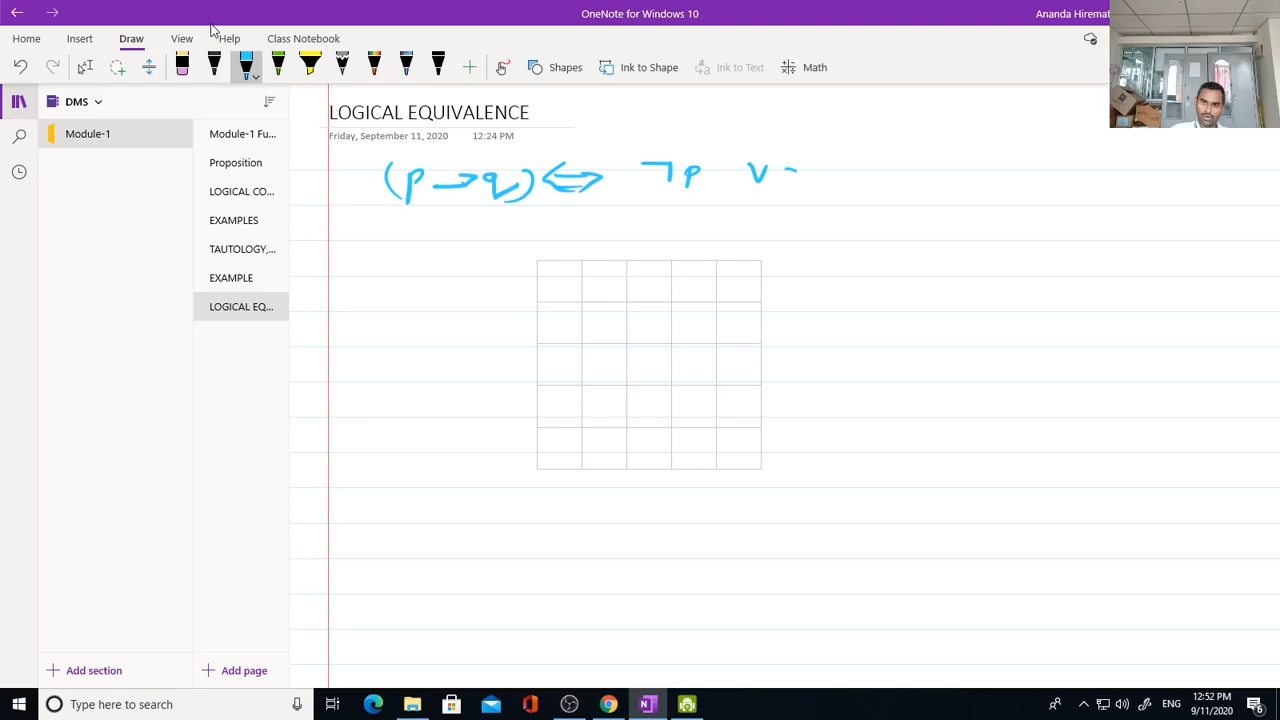 OneNote for Windows 10
Ananda Hiremat
Home Insert Draw View Help Class Notebook
Shapes Ink to Shape Ink to Text Math
DMS
Module-1
Module-1 Fu...
Proposition
LOGICAL CO...
EXAMPLES
TAUTOLOGY,...
EXAMPLE
LOGICAL EQ...
Add section
Add page
LOGICAL EQUIVALENCE
Friday, September 11, 2020 12:24 PM
(p → q) ⇔ ¬p ∨
Type here to search
ENG
12:52 PM
9/11/2020
6